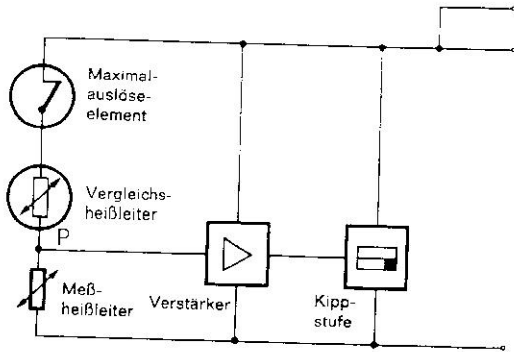 Maximal-
auslöse-
element
Vergleichs-
heißleiter
P
Meß-
heißleiter
Verstärker
Kipp-
stufe